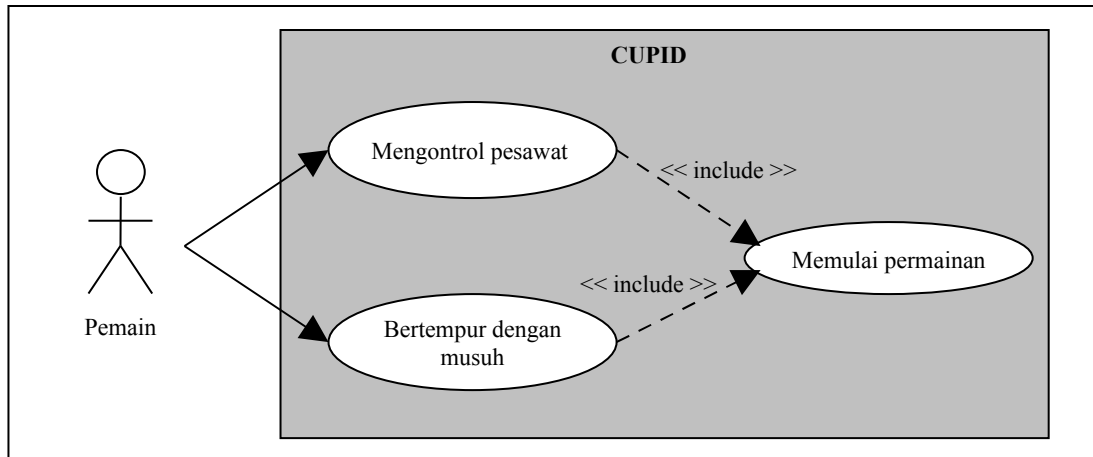 CUPID
Mengontrol pesawat
<< include >>
Memulai permainan
<< include >>
Pemain
Bertempur dengan
musuh